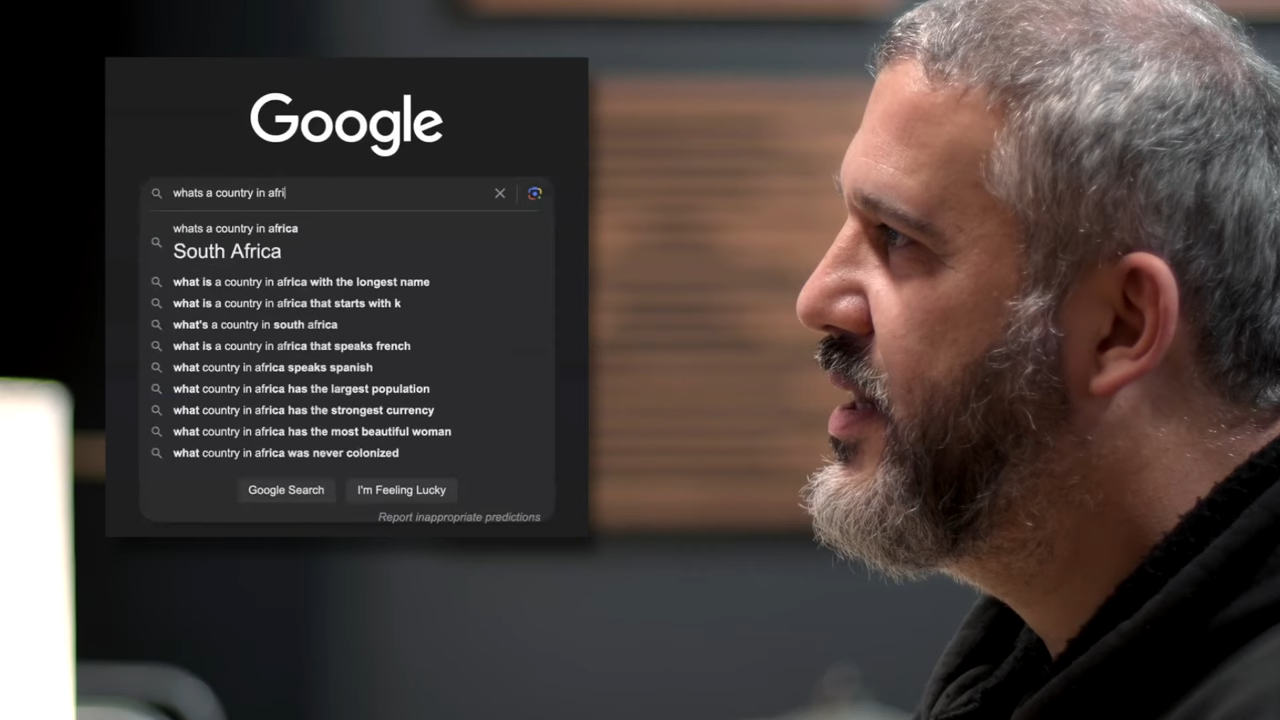 Google
whats a country in afri
whats a country in africa
South Africa
what is a country in africa with the longest name
what is a country in africa that starts with k
what's a country in south africa
what is a country in africa that speaks french
what country in africa speaks spanish
what country in africa has the largest population
what country in africa has the strongest currency
what country in africa has the most beautiful woman
what country in africa was never colonized
Google Search
I'm Feeling Lucky
Report inappropriate predictions